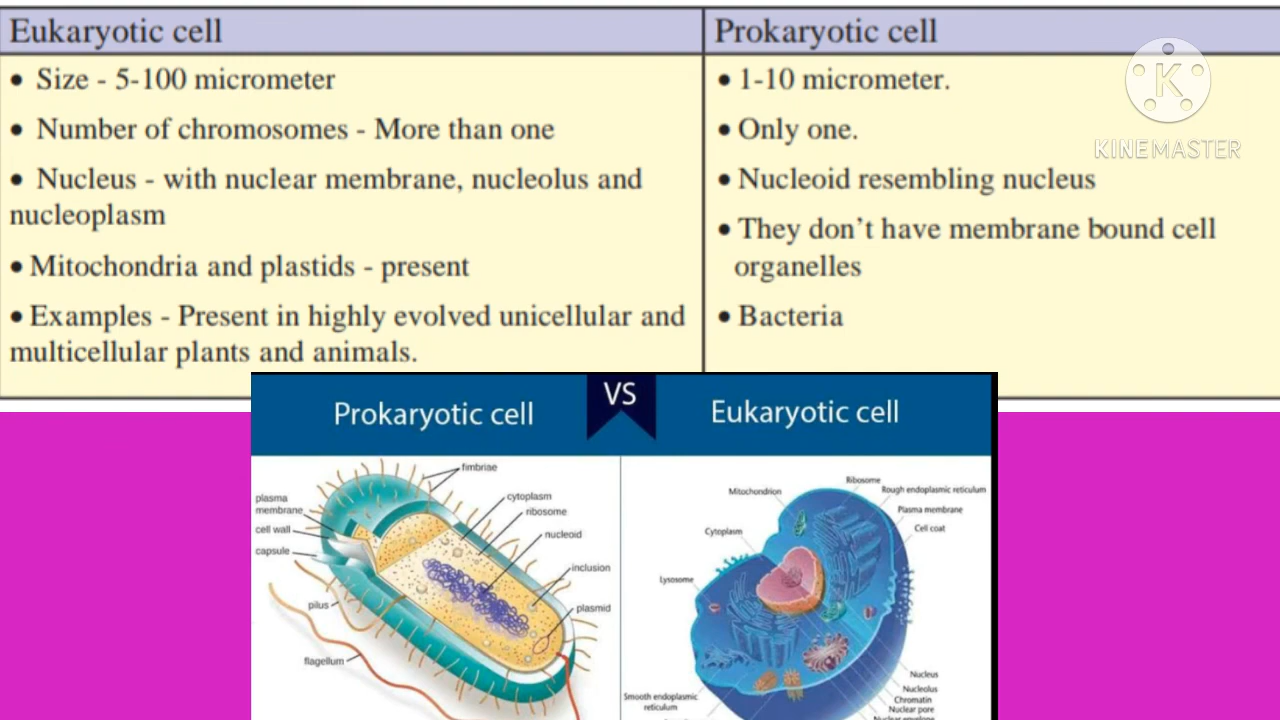 Eukaryotic cell
• Size - 5-100 micrometer
• Number of chromosomes - More than one
• Nucleus - with nuclear membrane, nucleolus and
nucleoplasm
• Mitochondria and plastids - present
• Examples - Present in highly evolved unicellular and
multicellular plants and animals.
Prokaryotic cell
• 1-10 micrometer.
• Only one.
• Nucleoid resembling nucleus
• They don't have membrane bound cell
organelles
• Bacteria
K
KINEMASTER
Prokaryotic cell
VS
Eukaryotic cell
fimbriae
plasma
membrane
cell wall
capsule
cytoplasm
ribosome
nucleoid
inclusion
plasmid
pilus
flagellum
Ribosome
Mitochondrion
Rough endoplasmic reticulum
Plasma membrane
Cell coat
Cytoplasm
Lysosome
Nucleus
Nucleolus
Chromatin
Nuclear pore
Nuclear envelope
Smooth endoplasmic
reticulum